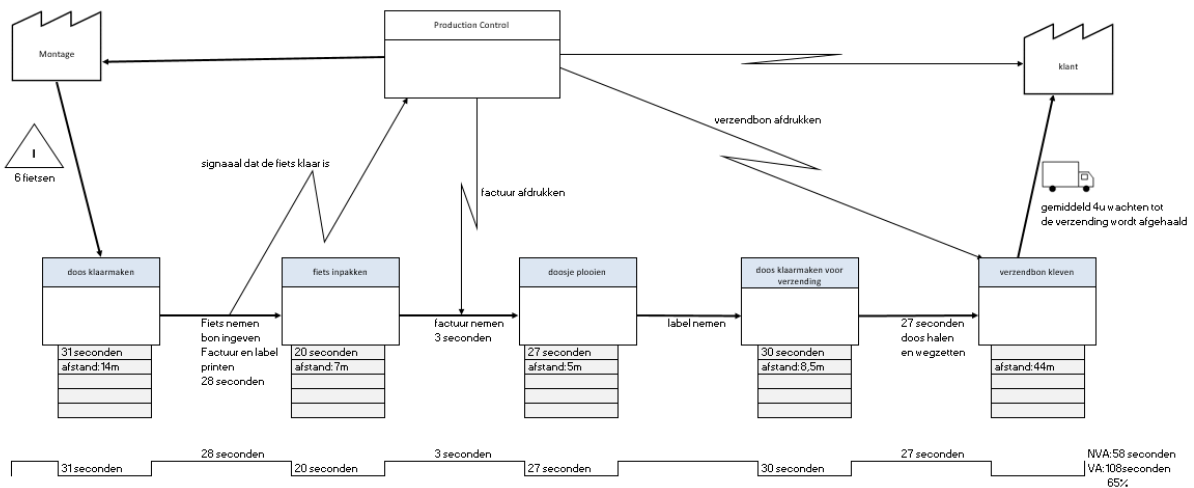 Montage
Production Control
klant
I
6 fietsen
signaaal dat de fiets klaar is
factuur afdrukken
verzendbon afdrukken
gemiddeld 4u wachten tot
de verzending wordt afgehaald
doos klaarmaken
fiets inpakken
doosje plooien
doos klaarmaken voor
verzending
verzendbon kleven
Fiets nemen
bon ingeven
Factuur en label
printen
28 seconden
factuur nemen
3 seconden
label nemen
27 seconden
doos halen
en wegzetten
31 seconden
afstand:14m
20 seconden
afstand:7m
27 seconden
afstand:5m
30 seconden
afstand:8,5m
afstand:44m
28 seconden
3 seconden
27 seconden
31 seconden
20 seconden
27 seconden
30 seconden
NVA:58 seconden
VA:108seconden
65%